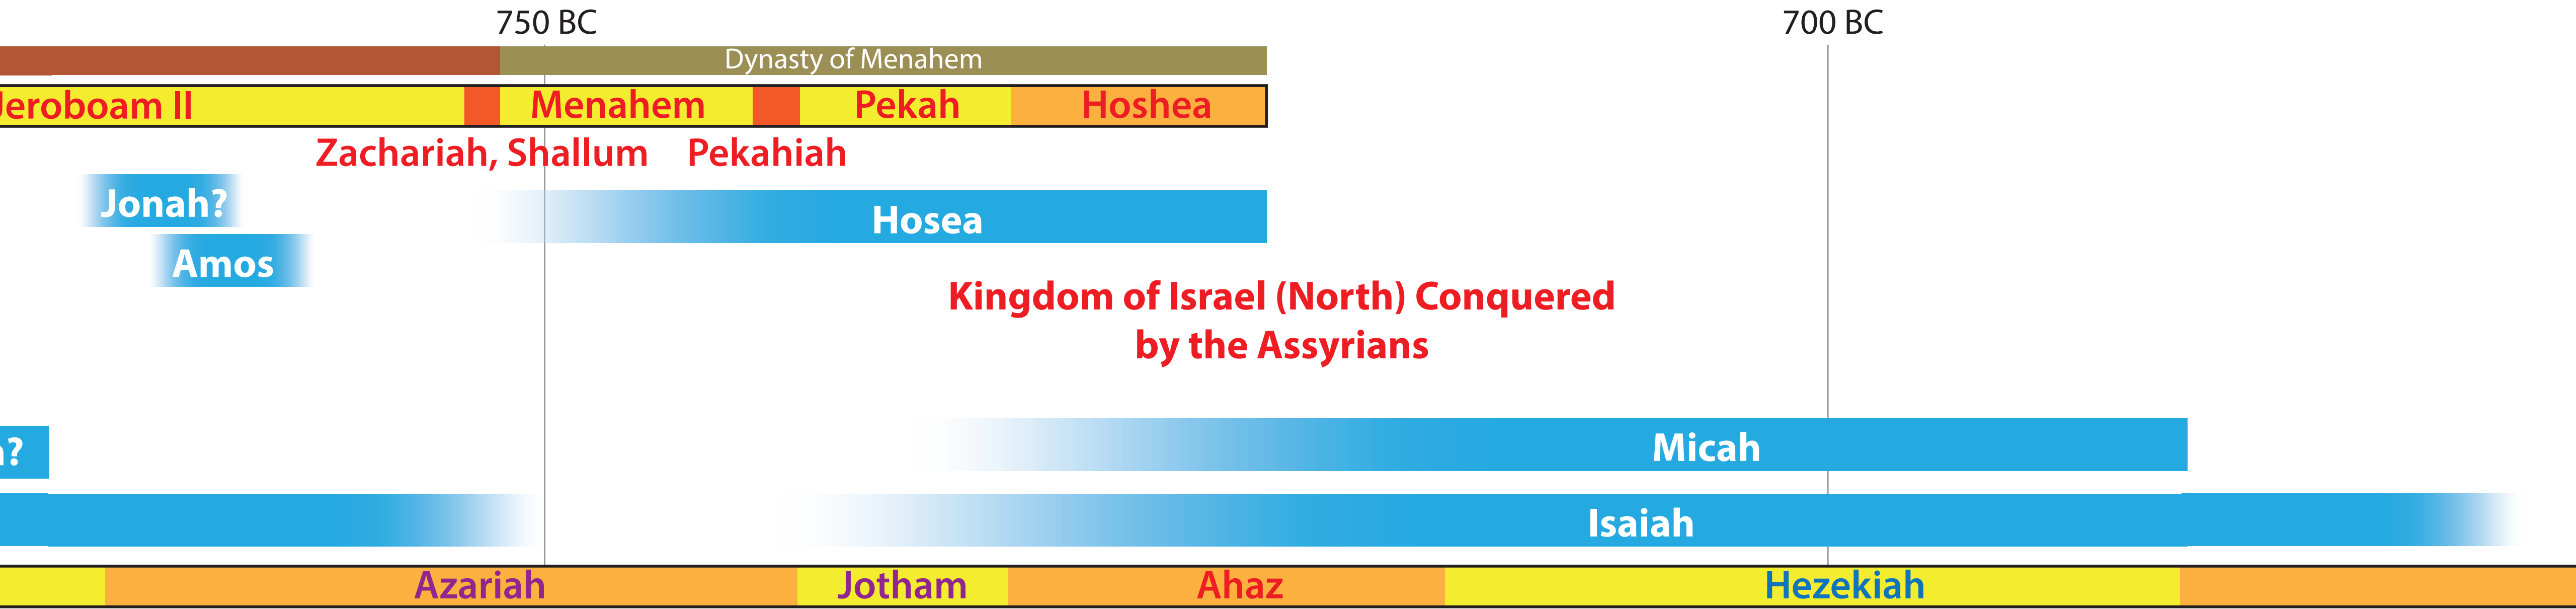 750 BC
700 BC
Dynasty of Menahem
Jeroboam II
Menahem
Pekah
Hoshea
Zachariah, Shallum
Pekahiah
Jonah?
Hosea
Amos
Kingdom of Israel (North) Conquered
by the Assyrians
Micah
?
Isaiah
Azariah
Jotham
Ahaz
Hezekiah